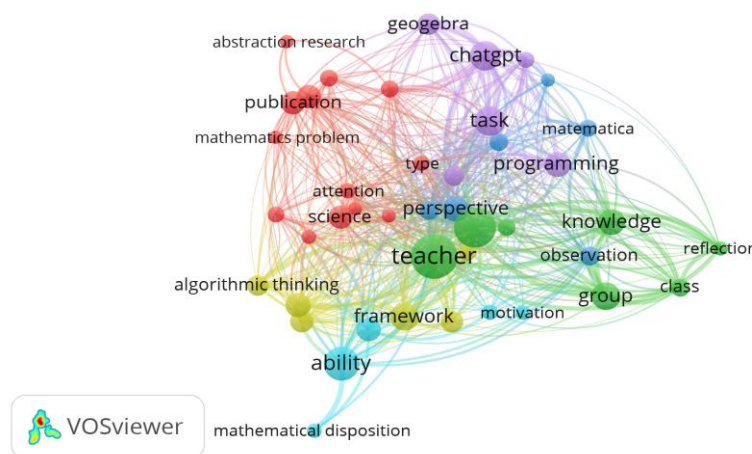 geogebra
abstraction research
chatgpt
publication
task
mathematics problem
matematica
type
programming
attention
science
perspective
knowledge
teacher
observation
reflection
algorithmic thinking
group
class
framework
motivation
ability
VOSviewer
mathematical disposition